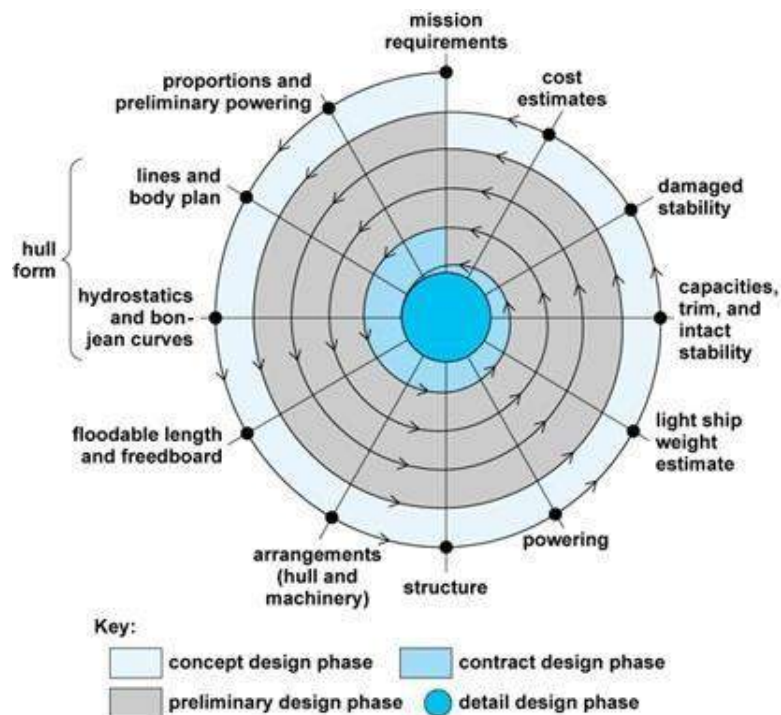 mission
requirements
proportions and
preliminary powering
cost
estimates
lines and
body plan
damaged
stability
hull
form
hydrostatics
and bon-
jean curves
capacities,
trim, and
intact
stability
floodable length
and freedboard
light ship
weight
estimate
arrangements
(hull and
machinery)
structure
powering
Key:
concept design phase
contract design phase
preliminary design phase
detail design phase